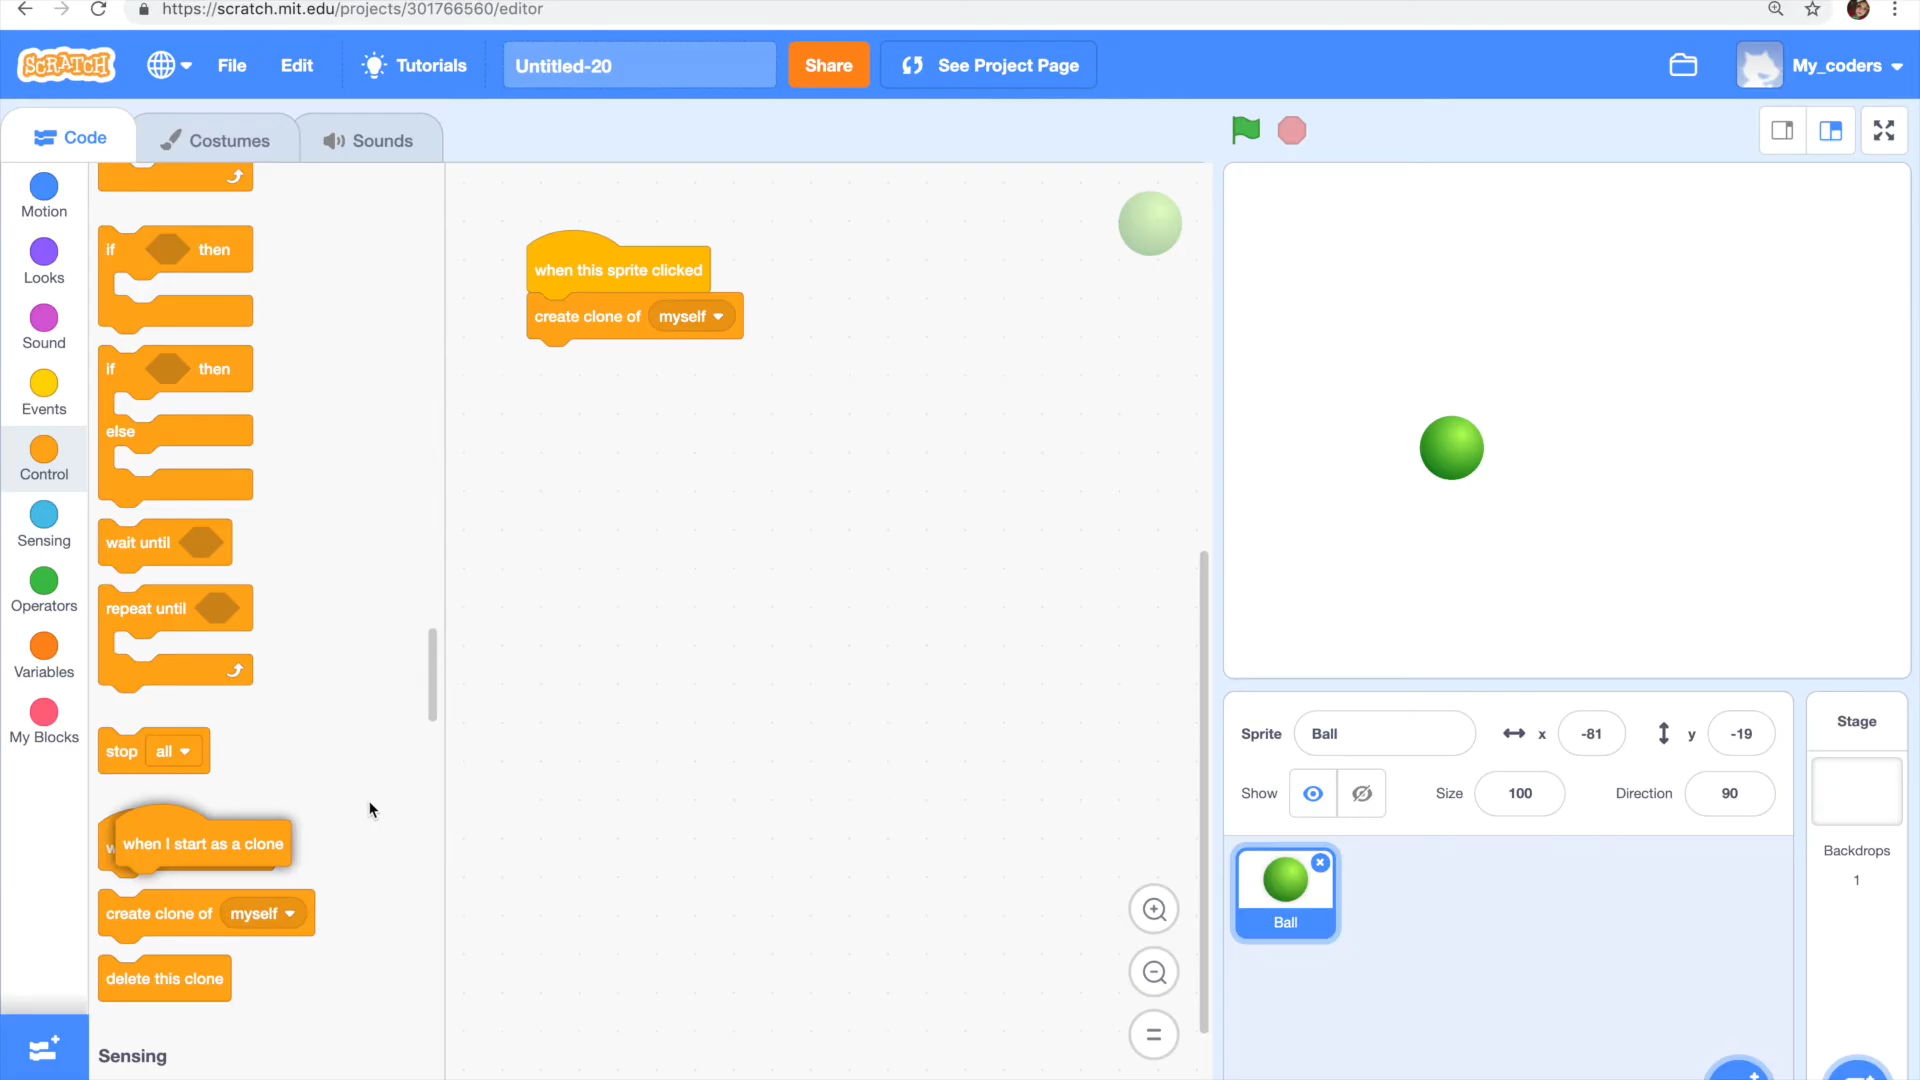 https://scratch.mit.edu/projects/301766560/editor
SCRATCH
File
Edit
Tutorials
Untitled-20
Share
See Project Page
My_coders
Code
Costumes
Sounds
Motion
Looks
Sound
Events
Control
Sensing
Operators
Variables
My Blocks
if then
if then
else
wait until
repeat until
stop all
when I start as a clone
create clone of myself
delete this clone
Sensing
when this sprite clicked
create clone of myself
Sprite Ball x -81 y -19
Show Size 100 Direction 90
Ball
Stage
Backdrops
1